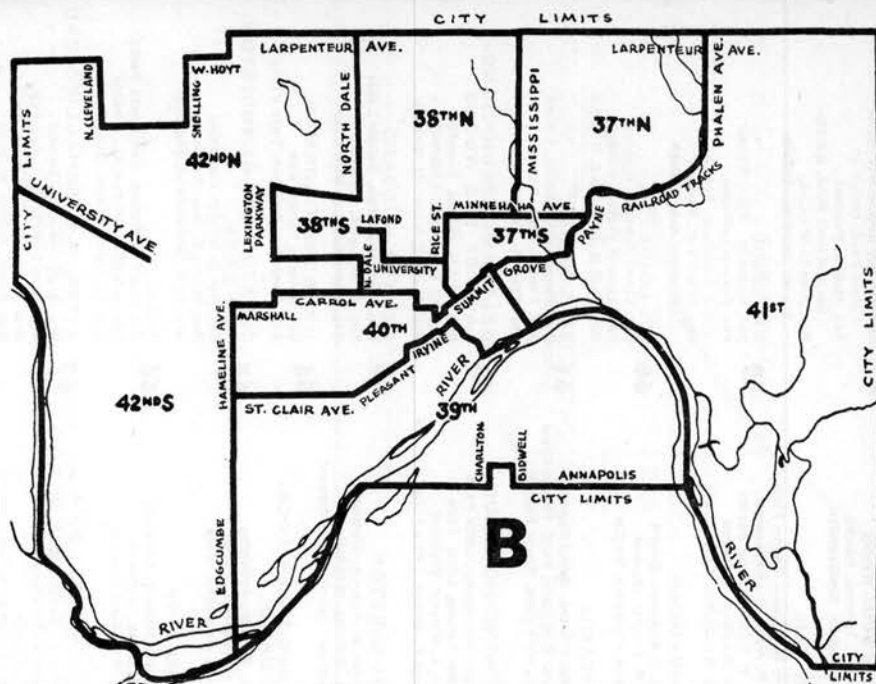 CITY LIMITS
LARPENTEUR AVE.
LARPENTEUR AVE.
W. HOYT
N. CLEVELAND
SNELLING
NORTH DALE
38TH N
MISSISSIPPI
37TH N
PHALEN AVE.
CITY LIMITS
42ND N
UNIVERSITY AVE
LEXINGTON PARKWAY
RAILROAD TRACKS
MINNEHAHA AVE.
PAYNE
38TH S
LAFOND
RICE ST.
37TH S
N. DALE
UNIVERSITY
GROVE
SUMMIT
CARROL AVE.
MARSHALL
HAMELINE AVE.
40TH
IRVINE
PLEASANT
RIVER
41ST
CITY LIMITS
42ND S
ST. CLAIR AVE.
39TH
CHARLTON
BIDWELL
ANNAPOLIS
CITY LIMITS
B
EDGCUMBE
RIVER
RIVER
CITY
LIMITS